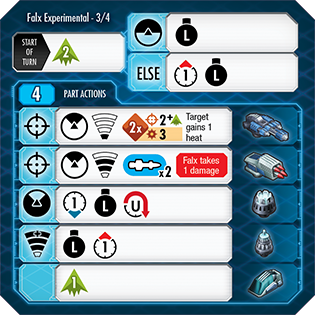 Falx Experimental - 3/4
START
OF
TURN
2
L
ELSE
1
L
4 PART ACTIONS
2x
2+
3
Target
gains 1
heat
x2
Falx takes
1 damage
1
L
U
L
1
1